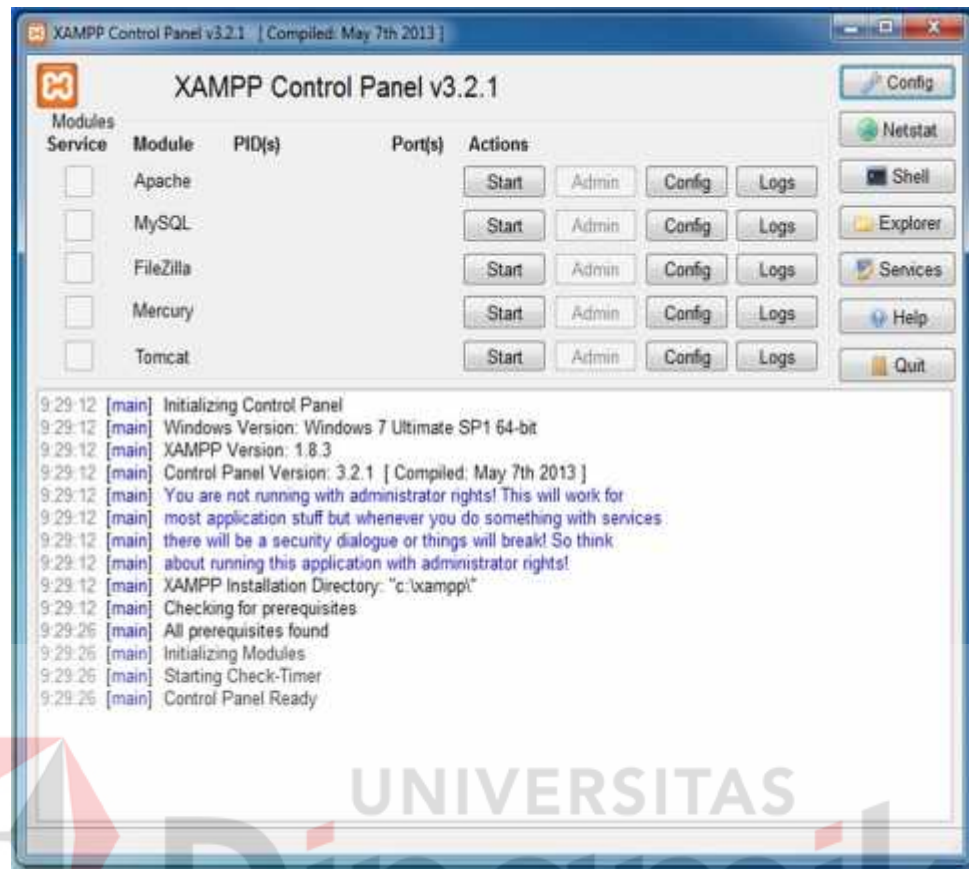 XAMPP Control Panel v3.2.1 [ Compiled: May 7th 2013 ]
XAMPP Control Panel v3.2.1
Config
Modules
Service Module PID(s) Port(s) Actions
Netstat
Apache Start Admin Config Logs
Shell
MySQL Start Admin Config Logs
Explorer
FileZilla Start Admin Config Logs
Services
Mercury Start Admin Config Logs
Help
Tomcat Start Admin Config Logs
Quit
9:29:12 [main] Initializing Control Panel
9:29:12 [main] Windows Version: Windows 7 Ultimate SP1 64-bit
9:29:12 [main] XAMPP Version: 1.8.3
9:29:12 [main] Control Panel Version: 3.2.1 [ Compiled: May 7th 2013 ]
9:29:12 [main] You are not running with administrator rights! This will work for
9:29:12 [main] most application stuff but whenever you do something with services
9:29:12 [main] there will be a security dialogue or things will break! So think
9:29:12 [main] about running this application with administrator rights!
9:29:12 [main] XAMPP Installation Directory: "c:\xampp\"
9:29:12 [main] Checking for prerequisites
9:29:26 [main] All prerequisites found
9:29:26 [main] Initializing Modules
9:29:26 [main] Starting Check-Timer
9:29:26 [main] Control Panel Ready
UNIVERSITAS